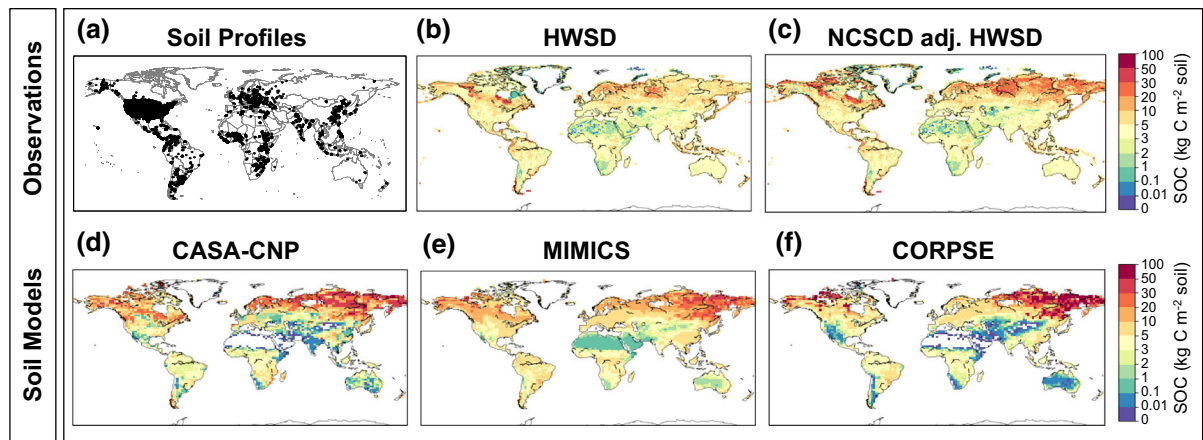 Observations
(a) Soil Profiles
(b) HWSD
(c) NCSCD adj. HWSD
100
50
30
20
10
5
3
2
1
0.1
0.01
0
SOC (kg C m⁻² soil)
Soil Models
(d) CASA-CNP
(e) MIMICS
(f) CORPSE
100
50
30
20
10
5
3
2
1
0.1
0.01
0
SOC (kg C m⁻² soil)